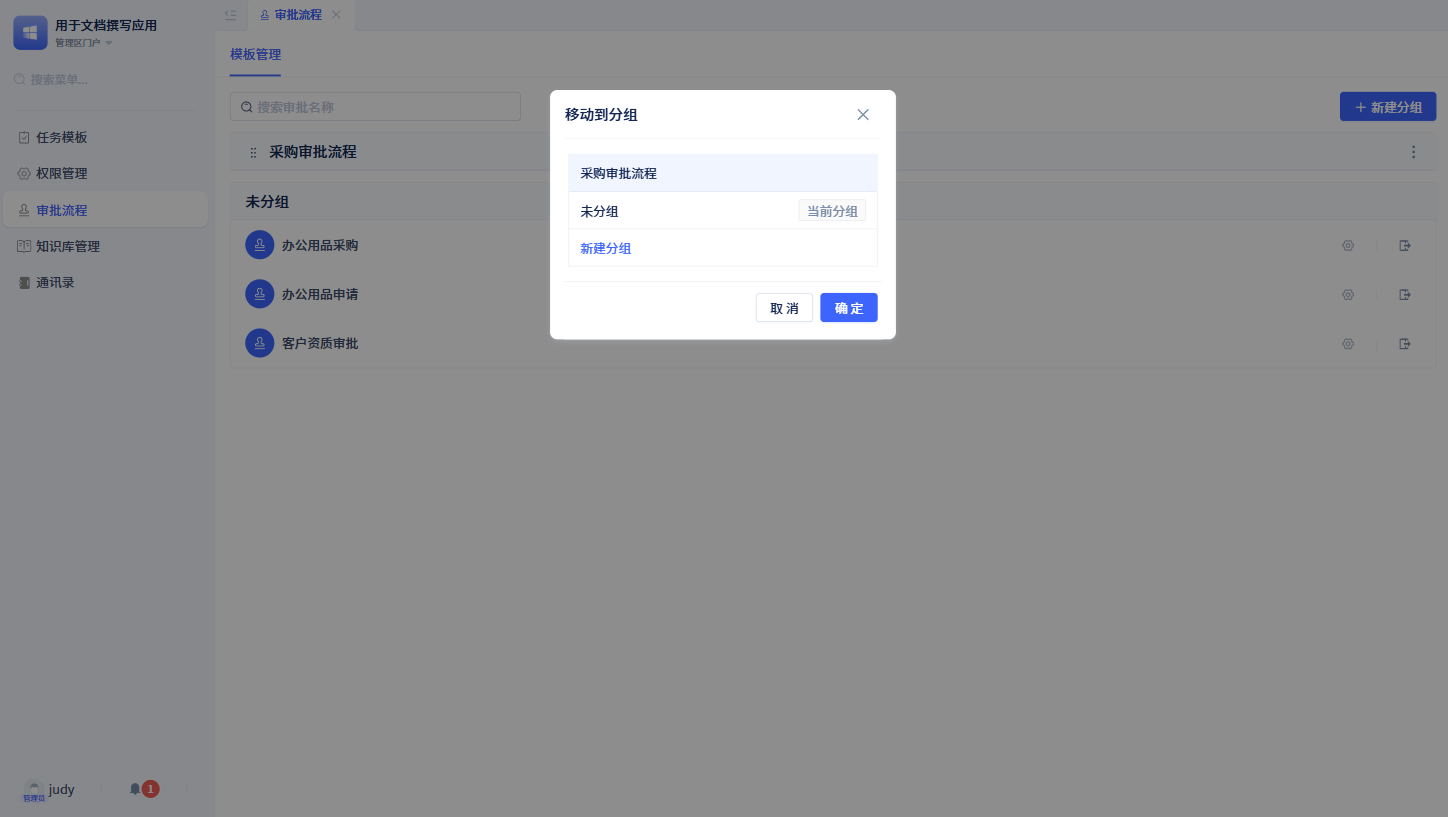 用于文档撰写应用
管理区门户
搜索菜单...
任务模板
权限管理
审批流程
知识库管理
通讯录
管理员
judy
1
审批流程
模板管理
搜索审批名称
新建分组
采购审批流程
未分组
办公用品采购
办公用品申请
客户资质审批
移动到分组
采购审批流程
未分组
当前分组
新建分组
取 消
确 定